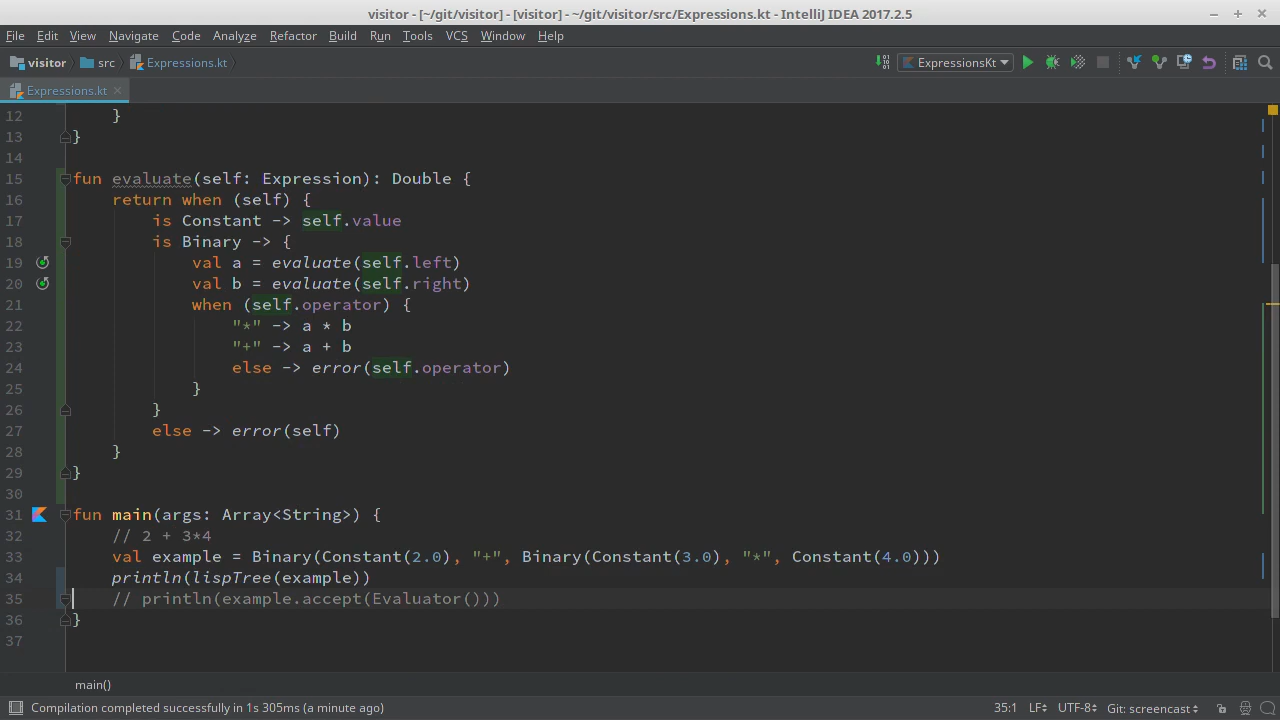 visitor - [~/git/visitor] - [visitor] - ~/git/visitor/src/Expressions.kt - IntelliJ IDEA 2017.2.5
File Edit View Navigate Code Analyze Refactor Build Run Tools VCS Window Help
visitor src Expressions.kt ExpressionsKt
Expressions.kt
12 }
13 }
14
15 fun evaluate(self: Expression): Double {
16 return when (self) {
17 is Constant -> self.value
18 is Binary -> {
19 val a = evaluate(self.left)
20 val b = evaluate(self.right)
21 when (self.operator) {
22 "*" -> a * b
23 "+" -> a + b
24 else -> error(self.operator)
25 }
26 }
27 else -> error(self)
28 }
29 }
30
31 fun main(args: Array<String>) {
32 // 2 + 3*4
33 val example = Binary(Constant(2.0), "+", Binary(Constant(3.0), "*", Constant(4.0)))
34 println(lispTree(example))
35 // println(example.accept(Evaluator()))
36 }
37
main()
Compilation completed successfully in 1s 305ms (a minute ago) 35:1 LF UTF-8 Git: screencast